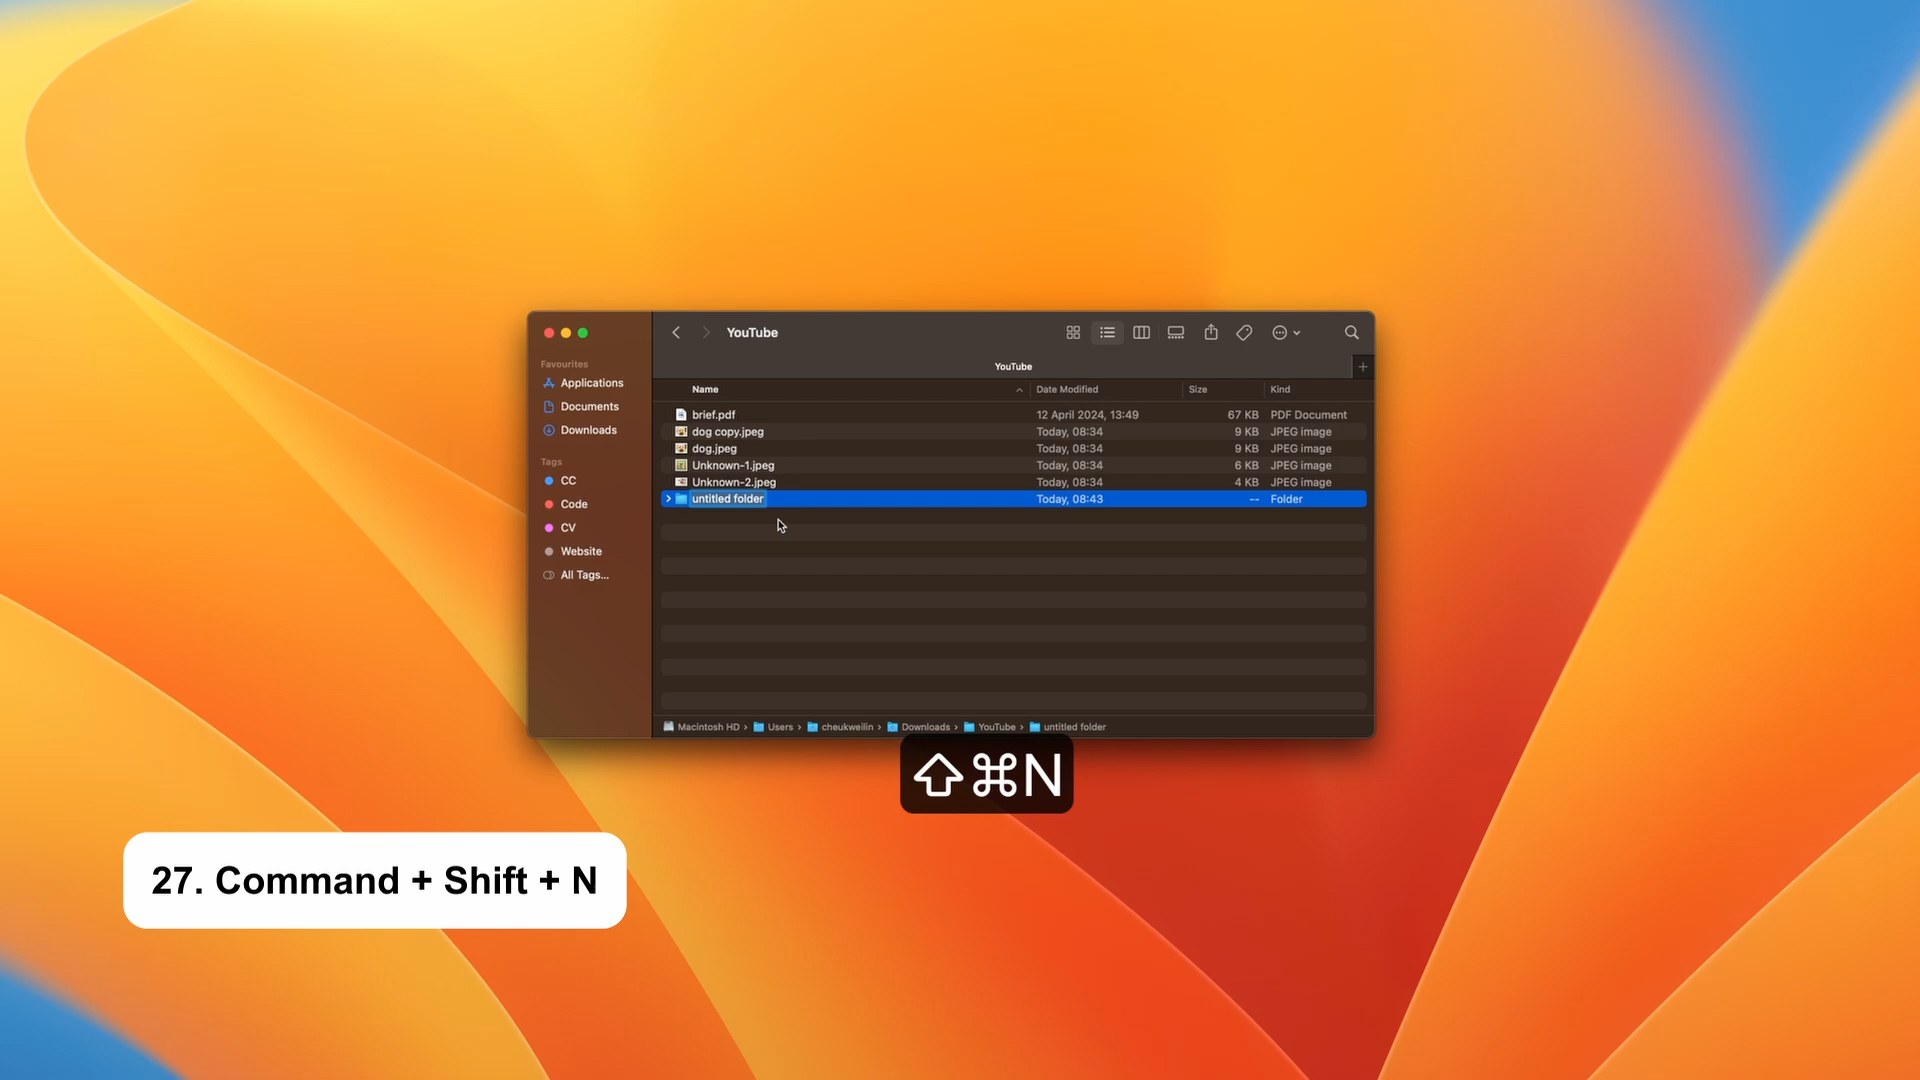 YouTube
YouTube
Favourites
Applications
Documents
Downloads
Tags
CC
Code
CV
Website
All Tags...
Name Date Modified Size Kind
brief.pdf 12 April 2024, 13:49 67 KB PDF Document
dog copy.jpeg Today, 08:34 9 KB JPEG image
dog.jpeg Today, 08:34 9 KB JPEG image
Unknown-1.jpeg Today, 08:34 6 KB JPEG image
Unknown-2.jpeg Today, 08:34 4 KB JPEG image
untitled folder Today, 08:43 -- Folder
Macintosh HD › Users › cheukweilin › Downloads › YouTube › untitled folder
⇧⌘N
27. Command + Shift + N